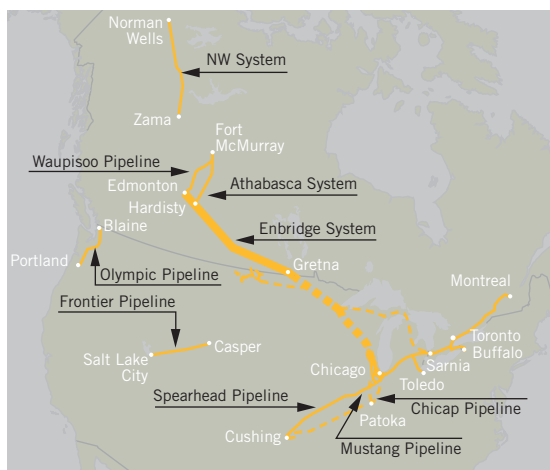 Norman
Wells
NW System
Zama
Fort
McMurray
Waupisoo Pipeline
Edmonton
Athabasca System
Hardisty
Enbridge System
Blaine
Gretna
Portland
Olympic Pipeline
Montreal
Frontier Pipeline
Toronto
Buffalo
Casper
Salt Lake
City
Chicago
Sarnia
Toledo
Spearhead Pipeline
Chicap Pipeline
Patoka
Cushing
Mustang Pipeline